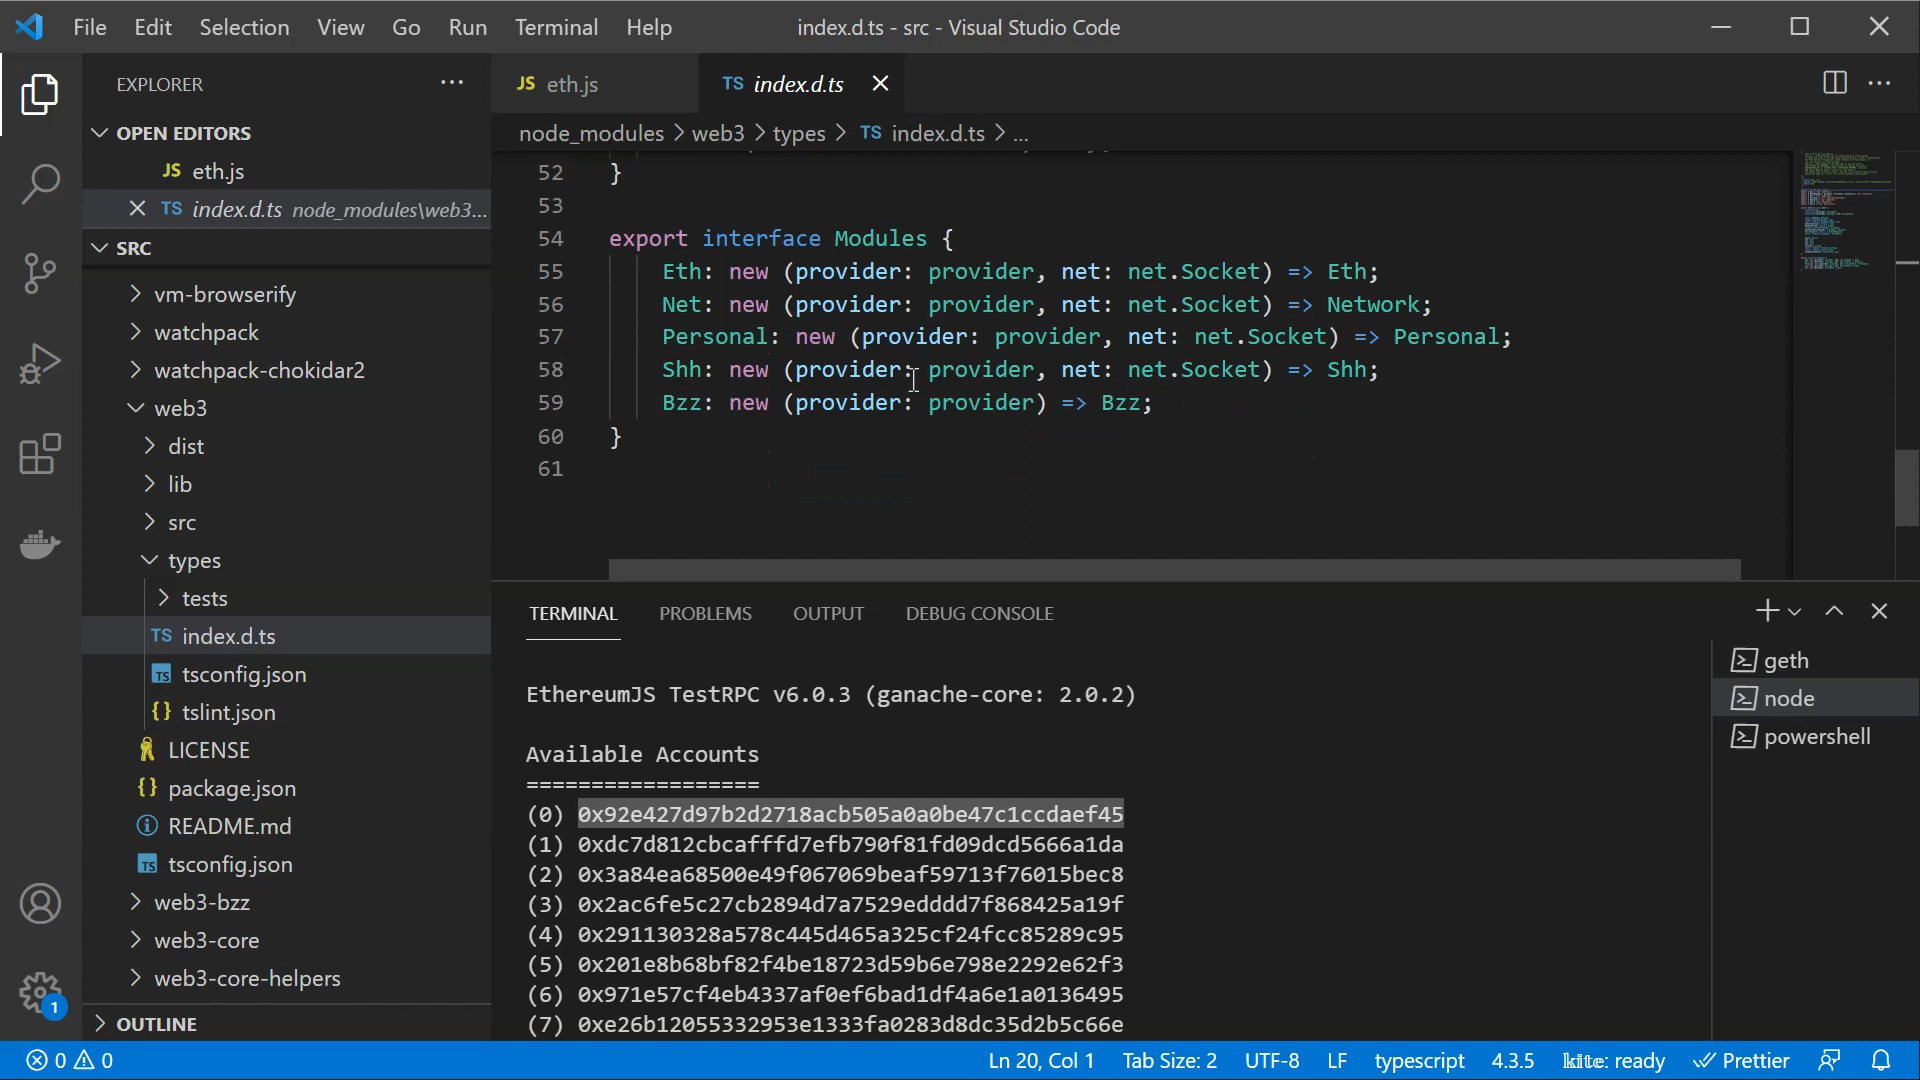 File Edit Selection View Go Run Terminal Help index.d.ts - src - Visual Studio Code
EXPLORER
OPEN EDITORS
JS eth.js
TS index.d.ts node_modules\web3...
SRC
vm-browserify
watchpack
watchpack-chokidar2
web3
dist
lib
src
types
tests
TS index.d.ts
TS tsconfig.json
{} tslint.json
LICENSE
{} package.json
README.md
TS tsconfig.json
web3-bzz
web3-core
web3-core-helpers
OUTLINE
JS eth.js TS index.d.ts
node_modules > web3 > types > TS index.d.ts > ...
52 }
53
54 export interface Modules {
55 Eth: new (provider: provider, net: net.Socket) => Eth;
56 Net: new (provider: provider, net: net.Socket) => Network;
57 Personal: new (provider: provider, net: net.Socket) => Personal;
58 Shh: new (provider: provider, net: net.Socket) => Shh;
59 Bzz: new (provider: provider) => Bzz;
60 }
61
TERMINAL PROBLEMS OUTPUT DEBUG CONSOLE
EthereumJS TestRPC v6.0.3 (ganache-core: 2.0.2)
Available Accounts
==================
(0) 0x92e427d97b2d2718acb505a0a0be47c1ccdaef45
(1) 0xdc7d812cbcafffd7efb790f81fd09dcd5666a1da
(2) 0x3a84ea68500e49f067069beaf59713f76015bec8
(3) 0x2ac6fe5c27cb2894d7a7529edddd7f868425a19f
(4) 0x291130328a578c445d465a325cf24fcc85289c95
(5) 0x201e8b68bf82f4be18723d59b6e798e2292e62f3
(6) 0x971e57cf4eb4337af0ef6bad1df4a6e1a0136495
(7) 0xe26b12055332953e1333fa0283d8dc35d2b5c66e
geth
node
powershell
1
0 0 Ln 20, Col 1 Tab Size: 2 UTF-8 LF typescript 4.3.5 kite: ready Prettier